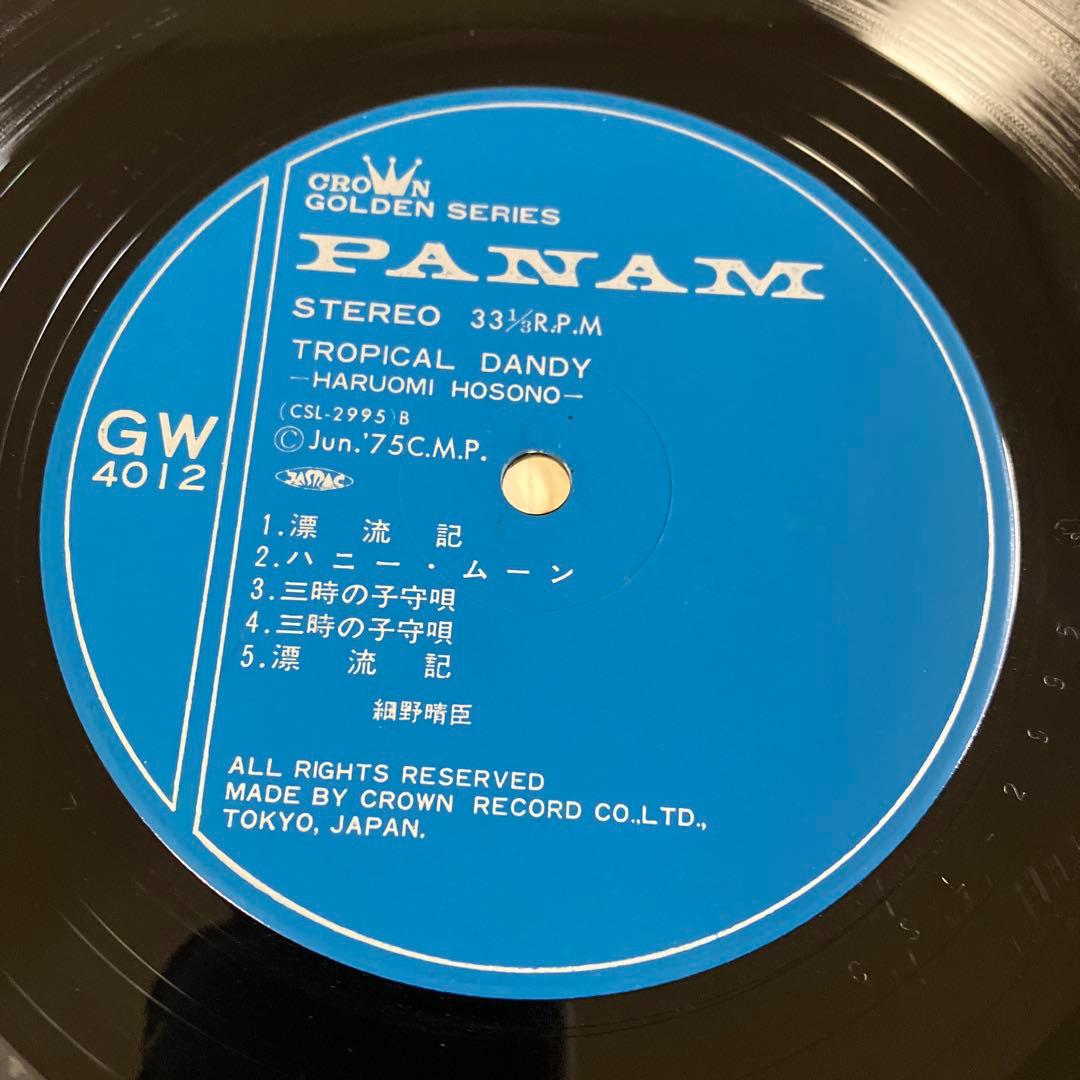 CROWN
GOLDEN SERIES
PANAM
STEREO 33⅓R.P.M
TROPICAL DANDY
—HARUOMI HOSONO—
(CSL-2995)B
ⒸJun.'75C.M.P.
JASRAC
GW
4012
1.漂流記
2.ハニー・ムーン
3.三時の子守唄
4.三時の子守唄
5.漂流記
細野晴臣
ALL RIGHTS RESERVED
MADE BY CROWN RECORD CO.,LTD.,
TOKYO, JAPAN.